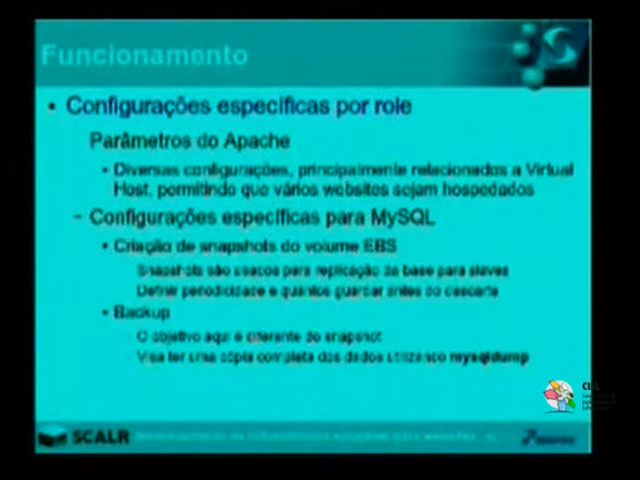 Funcionamento
• Configurações específicas por role
Parâmetros do Apache
• Diversas configurações, principalmente relacionados a Virtual
Host, permitindo que vários websites sejam hospedados
– Configurações específicas para MySQL
• Criação de snapshots do volume EBS
Snapshots são usados para replicação da base para slaves
Definir periodicidade e quantos guardar antes do descarte
• Backup
O objetivo aqui é diferente do snapshot
Visa ter uma cópia completa dos dados utilizando mysqldump
SCALR